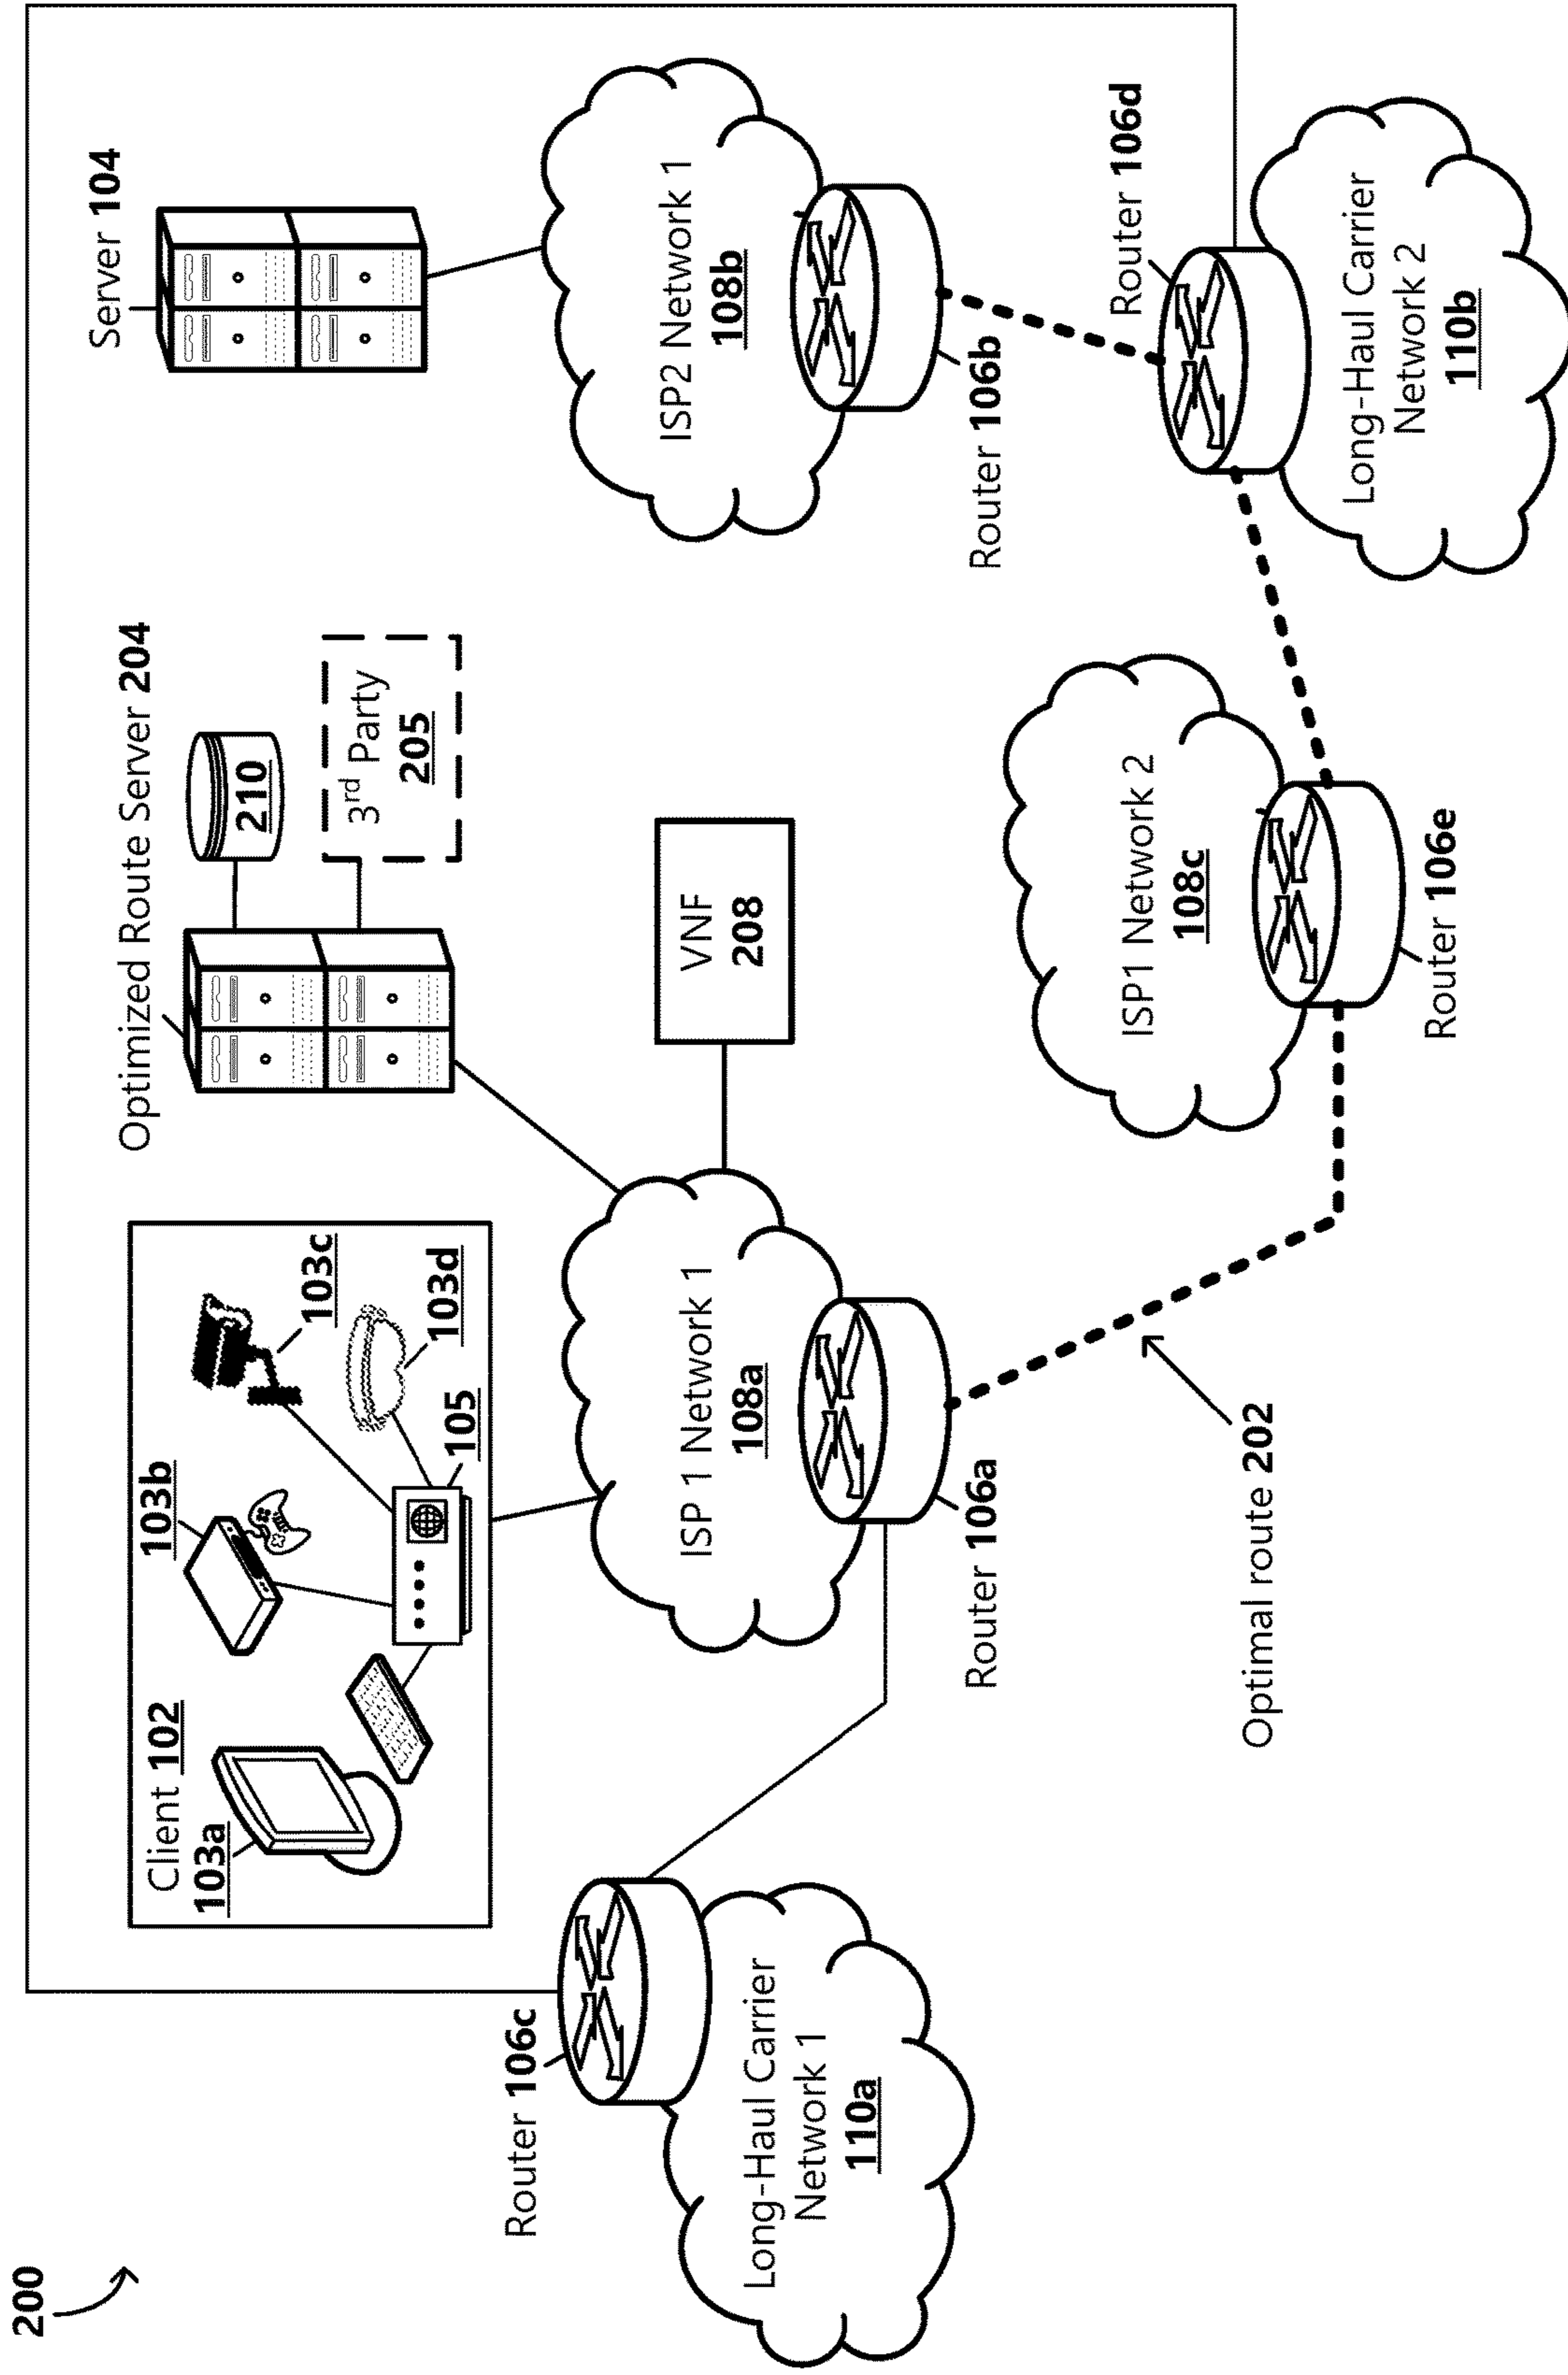 200
Server 104
Optimized Route Server 204
210
3rd Party
205
Client 102
103a
103b
103c
103d
105
VNF
208
Router 106c
Long-Haul Carrier
Network 1
110a
ISP 1 Network 1
108a
Router 106a
ISP2 Network 1
108b
Router 106b
Router 106d
Long-Haul Carrier
Network 2
110b
ISP1 Network 2
108c
Router 106e
Optimal route 202